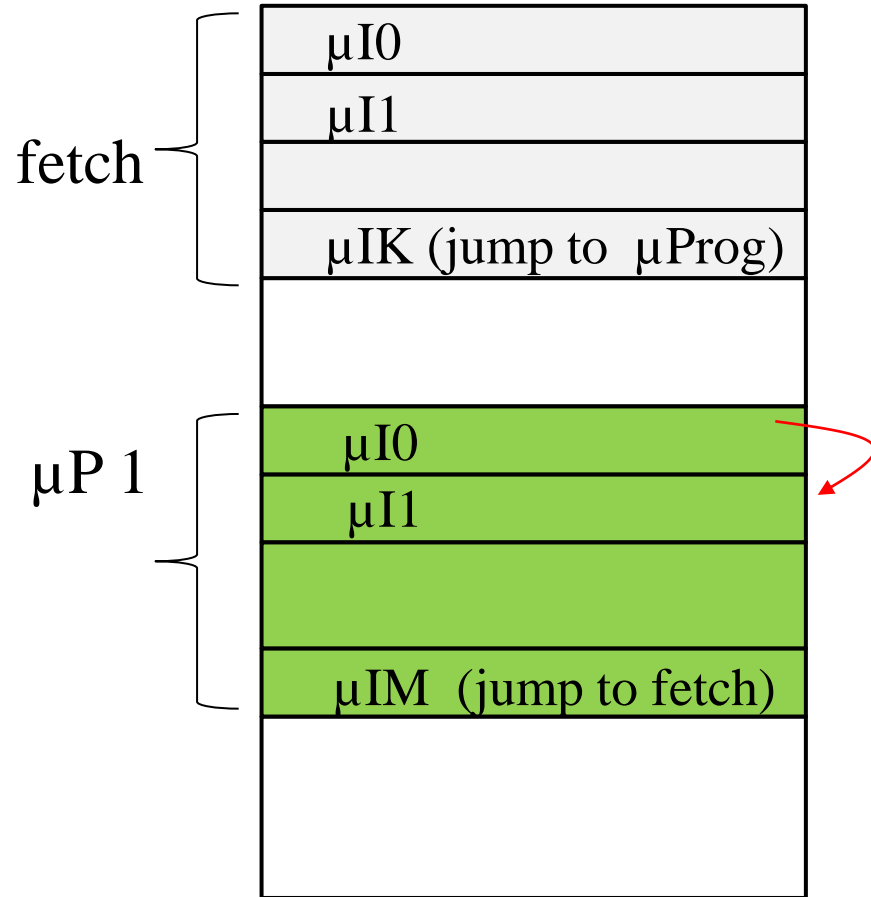 µI0
µI1
fetch
µIK (jump to µProg)
µI0
µP 1
µI1
µIM (jump to fetch)